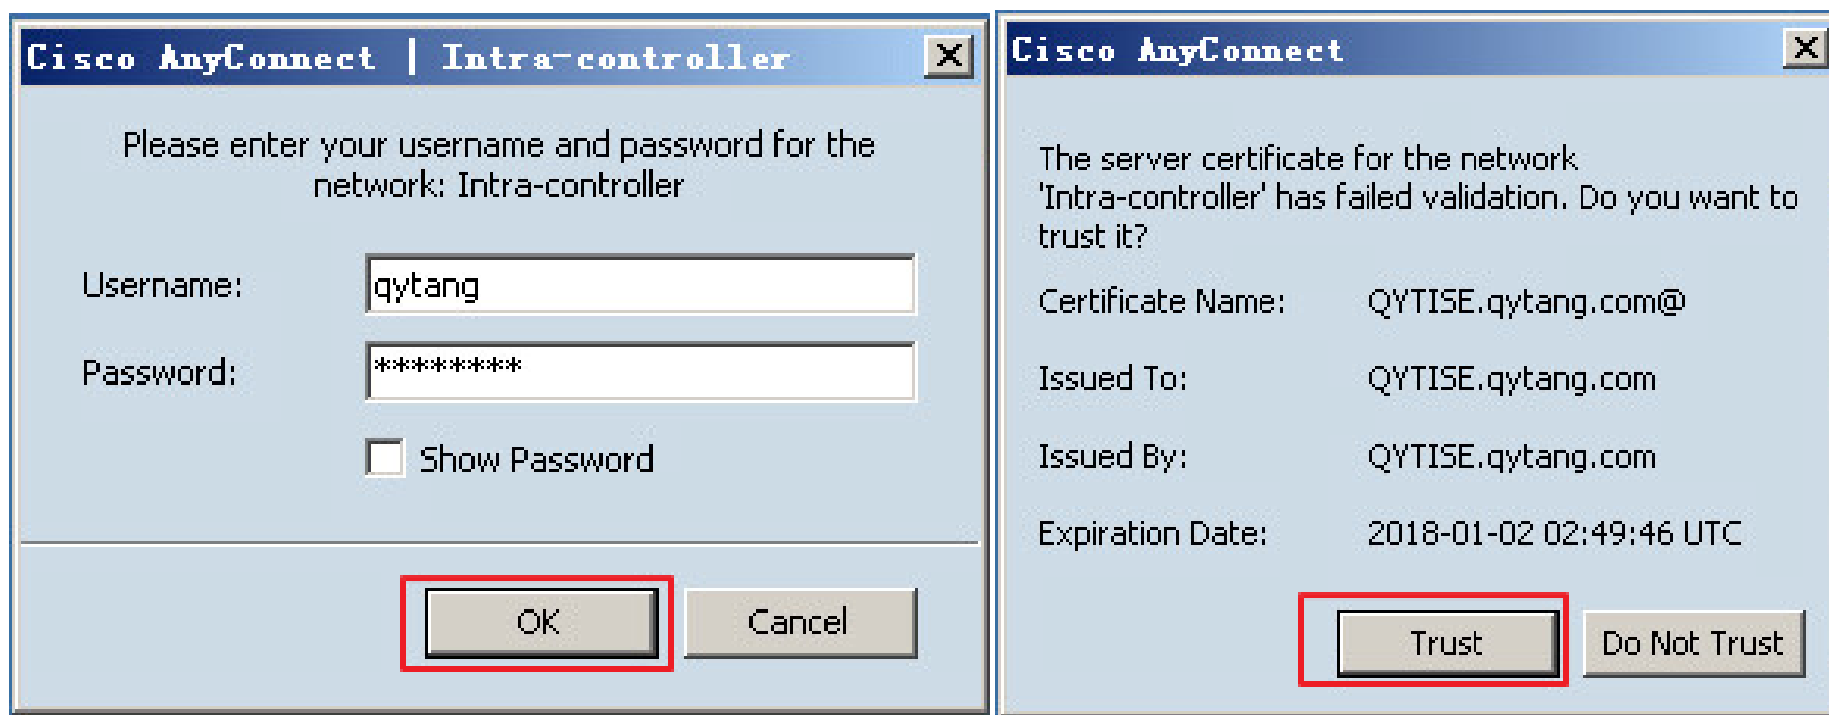 Cisco AnyConnect | Intra-controller
Please enter your username and password for the
network: Intra-controller
Username:
qytang
Password:
********
Show Password
OK
Cancel
Cisco AnyConnect
The server certificate for the network
'Intra-controller' has failed validation. Do you want to
trust it?
Certificate Name: QYTISE.qytang.com@
Issued To: QYTISE.qytang.com
Issued By: QYTISE.qytang.com
Expiration Date: 2018-01-02 02:49:46 UTC
Trust
Do Not Trust